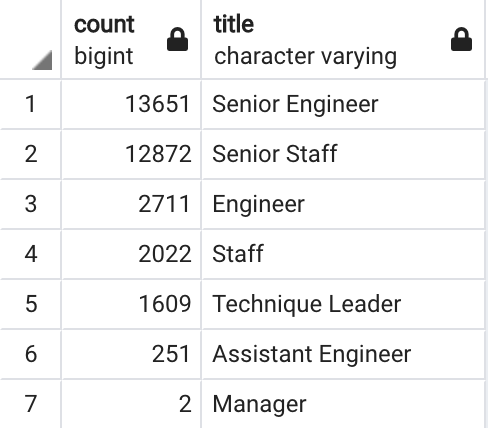 count title
bigint character varying
1 13651 Senior Engineer
2 12872 Senior Staff
3 2711 Engineer
4 2022 Staff
5 1609 Technique Leader
6 251 Assistant Engineer
7 2 Manager